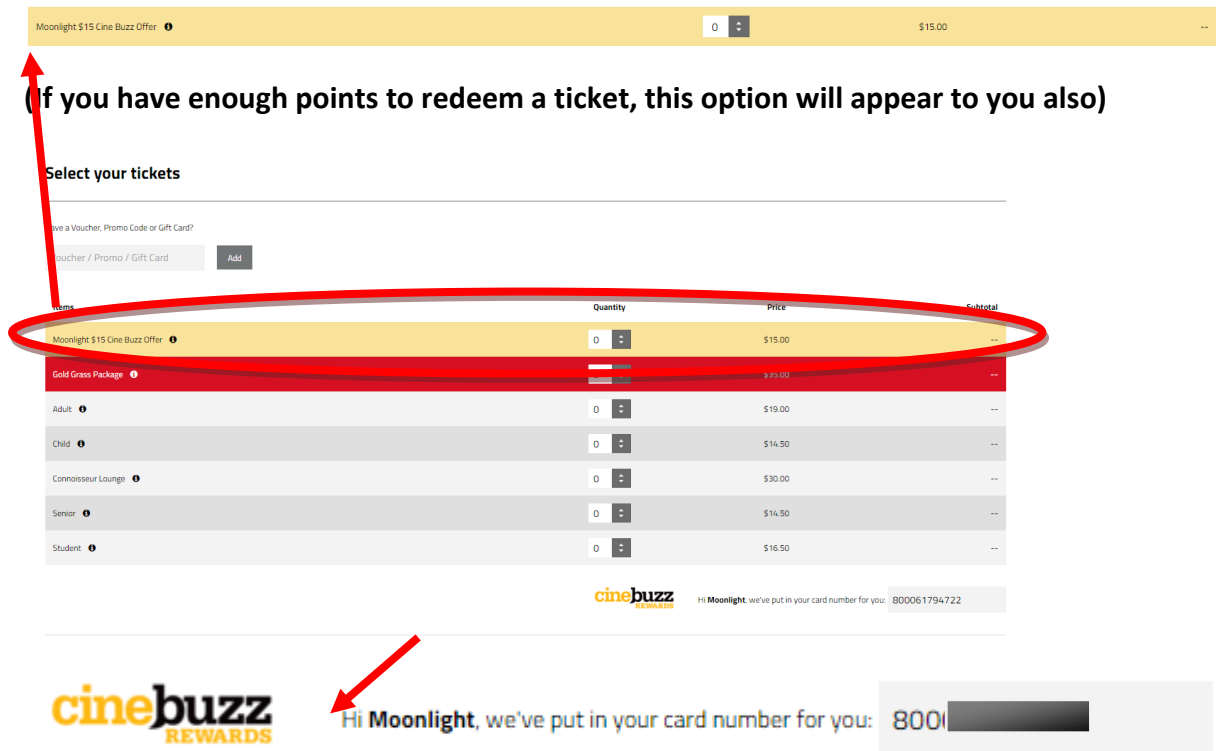 Moonlight $15 Cine Buzz Offer 0 $15.00 --
(If you have enough points to redeem a ticket, this option will appear to you also)
Select your tickets
ave a Voucher, Promo Code or Gift Card?
oucher / Promo / Gift Card Add
Items Quantity Price Subtotal
Moonlight $15 Cine Buzz Offer 0 $15.00 --
Gold Grass Package $35.00 --
Adult 0 $19.00 --
Child 0 $14.50 --
Connoisseur Lounge 0 $30.00 --
Senior 0 $14.50 --
Student 0 $16.50 --
cinebuzz REWARDS Hi Moonlight, we've put in your card number for you: 800061794722
cinebuzz Hi Moonlight, we've put in your card number for you: 800
REWARDS